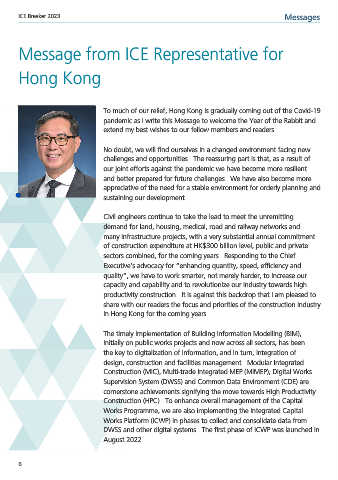 ICE Breaker 2023
Messages
Message from ICE Representative for
Hong Kong
To much of our relief, Hong Kong is gradually coming out of the Covid-19
pandemic as I write this Message to welcome the Year of the Rabbit and
extend my best wishes to our fellow members and readers
No doubt, we will find ourselves in a changed environment facing new
challenges and opportunities The reassuring part is that, as a result of
our joint efforts against the pandemic we have become more resilient
and better prepared for future challenges We have also become more
appreciative of the need for a stable environment for orderly planning and
sustaining our development
Civil engineers continue to take the lead to meet the unremitting
demand for land, housing, medical, road and railway networks and
many infrastructure projects, with a very substantial annual commitment
of construction expenditure at HK$300 billion level, public and private
sectors combined, for the coming years Responding to the Chief
Executive's advocacy for "enhancing quantity, speed, efficiency and
quality", we have to work smarter, not merely harder, to increase our
capacity and capability and to revolutionize our industry towards high
productivity construction It is against this backdrop that I am pleased to
share with our readers the focus and priorities of the construction industry
in Hong Kong for the coming years
The timely implementation of Building Information Modelling (BIM),
initially on public works projects and now across all sectors, has been
the key to digitalization of information, and in turn, integration of
design, construction and facilities management Modular Integrated
Construction (MiC), Multi-trade Integrated MEP (MiMEP), Digital Works
Supervision System (DWSS) and Common Data Environment (CDE) are
cornerstone achievements signifying the move towards High Productivity
Construction (HPC) To enhance overall management of the Capital
Works Programme, we are also implementing the Integrated Capital
Works Platform (ICWP) in phases to collect and consolidate data from
DWSS and other digital systems The first phase of ICWP was launched in
August 2022
6